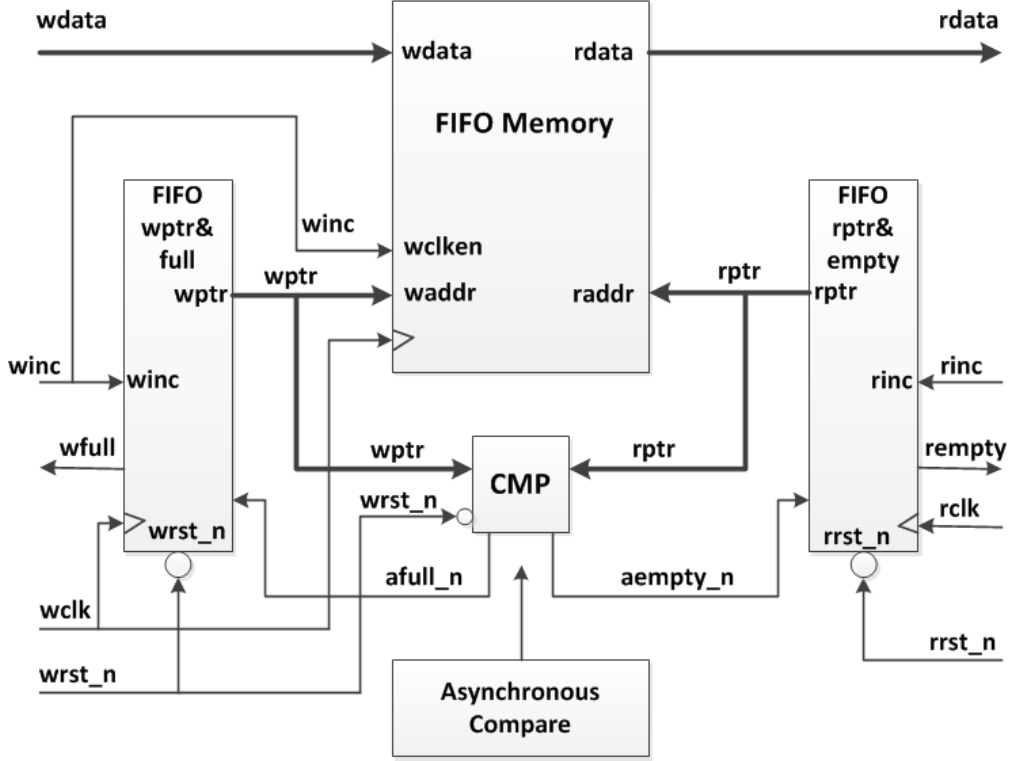 wdata
rdata
wdata
rdata
FIFO Memory
FIFO
wptr&
full
FIFO
rptr&
empty
winc
wclken
wptr
wptr
waddr
raddr
rptr
rptr
winc
winc
rinc
rinc
wfull
wptr
rptr
rempty
CMP
wrst_n
rclk
wrst_n
rrst_n
afull_n
aempty_n
wclk
rrst_n
wrst_n
Asynchronous
Compare